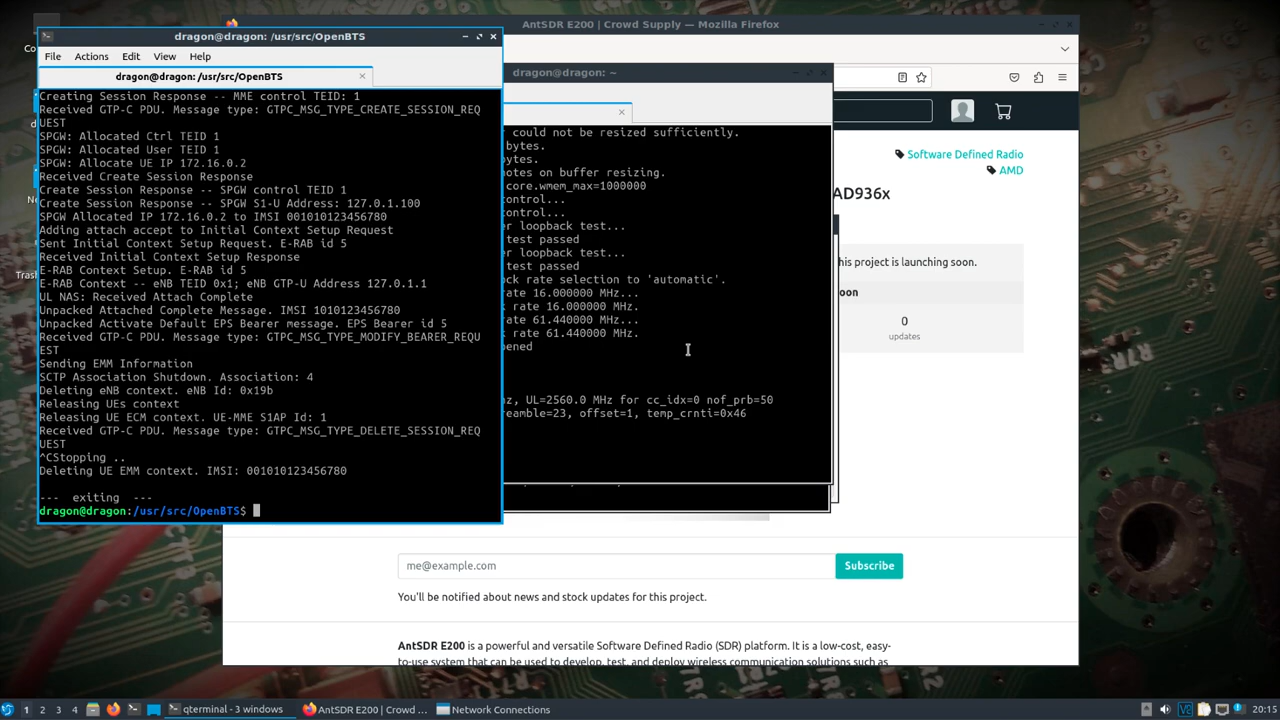 AntSDR E200 | Crowd Supply — Mozilla Firefox
dragon@dragon: /usr/src/OpenBTS
File Actions Edit View Help
dragon@dragon: /usr/src/OpenBTS
Creating Session Response -- MME control TEID: 1
Received GTP-C PDU. Message type: GTPC_MSG_TYPE_CREATE_SESSION_REQ
UEST
SPGW: Allocated Ctrl TEID 1
SPGW: Allocated User TEID 1
SPGW: Allocate UE IP 172.16.0.2
Received Create Session Response
Create Session Response -- SPGW control TEID 1
Create Session Response -- SPGW S1-U Address: 127.0.1.100
SPGW Allocated IP 172.16.0.2 to IMSI 001010123456780
Adding attach accept to Initial Context Setup Request
Sent Initial Context Setup Request. E-RAB id 5
Received Initial Context Setup Response
E-RAB Context Setup. E-RAB id 5
E-RAB Context -- eNB TEID 0x1; eNB GTP-U Address 127.0.1.1
UL NAS: Received Attach Complete
Unpacked Attached Complete Message. IMSI 1010123456780
Unpacked Activate Default EPS Bearer message. EPS Bearer id 5
Received GTP-C PDU. Message type: GTPC_MSG_TYPE_MODIFY_BEARER_REQU
EST
Sending EMM Information
SCTP Association Shutdown. Association: 4
Deleting eNB context. eNB Id: 0x19b
Releasing UEs context
Releasing UE ECM context. UE-MME S1AP Id: 1
Received GTP-C PDU. Message type: GTPC_MSG_TYPE_DELETE_SESSION_REQ
UEST
^CStopping ..
Deleting UE EMM context. IMSI: 001010123456780
--- exiting ---
dragon@dragon:/usr/src/OpenBTS$
dragon@dragon: ~
could not be resized sufficiently.
bytes.
ytes.
notes on buffer resizing.
core.wmem_max=1000000
control...
control...
r loopback test...
test passed
r loopback test...
test passed
ock rate selection to 'automatic'.
rate 16.000000 MHz...
k rate 16.000000 MHz.
rate 61.440000 MHz...
k rate 61.440000 MHz.
pened
z, UL=2560.0 MHz for cc_idx=0 nof_prb=50
eamble=23, offset=1, temp_crnti=0x46
Software Defined Radio
AMD
AD936x
his project is launching soon.
oon
0
updates
me@example.com
Subscribe
You'll be notified about news and stock updates for this project.
AntSDR E200 is a powerful and versatile Software Defined Radio (SDR) platform. It is a low-cost, easy-
to-use system that can be used to develop, test, and deploy wireless communication solutions such as
Co
d
Ne
Trash
1 2 3 4 qterminal - 3 windows AntSDR E200 | Crowd ... Network Connections 20:15